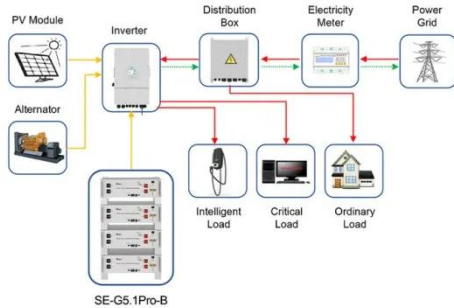 PV Module
Inverter
Distribution
Box
Electricity
Meter
Power
Grid
Alternator
Intelligent
Load
Critical
Load
Ordinary
Load
SE-G5.1Pro-B